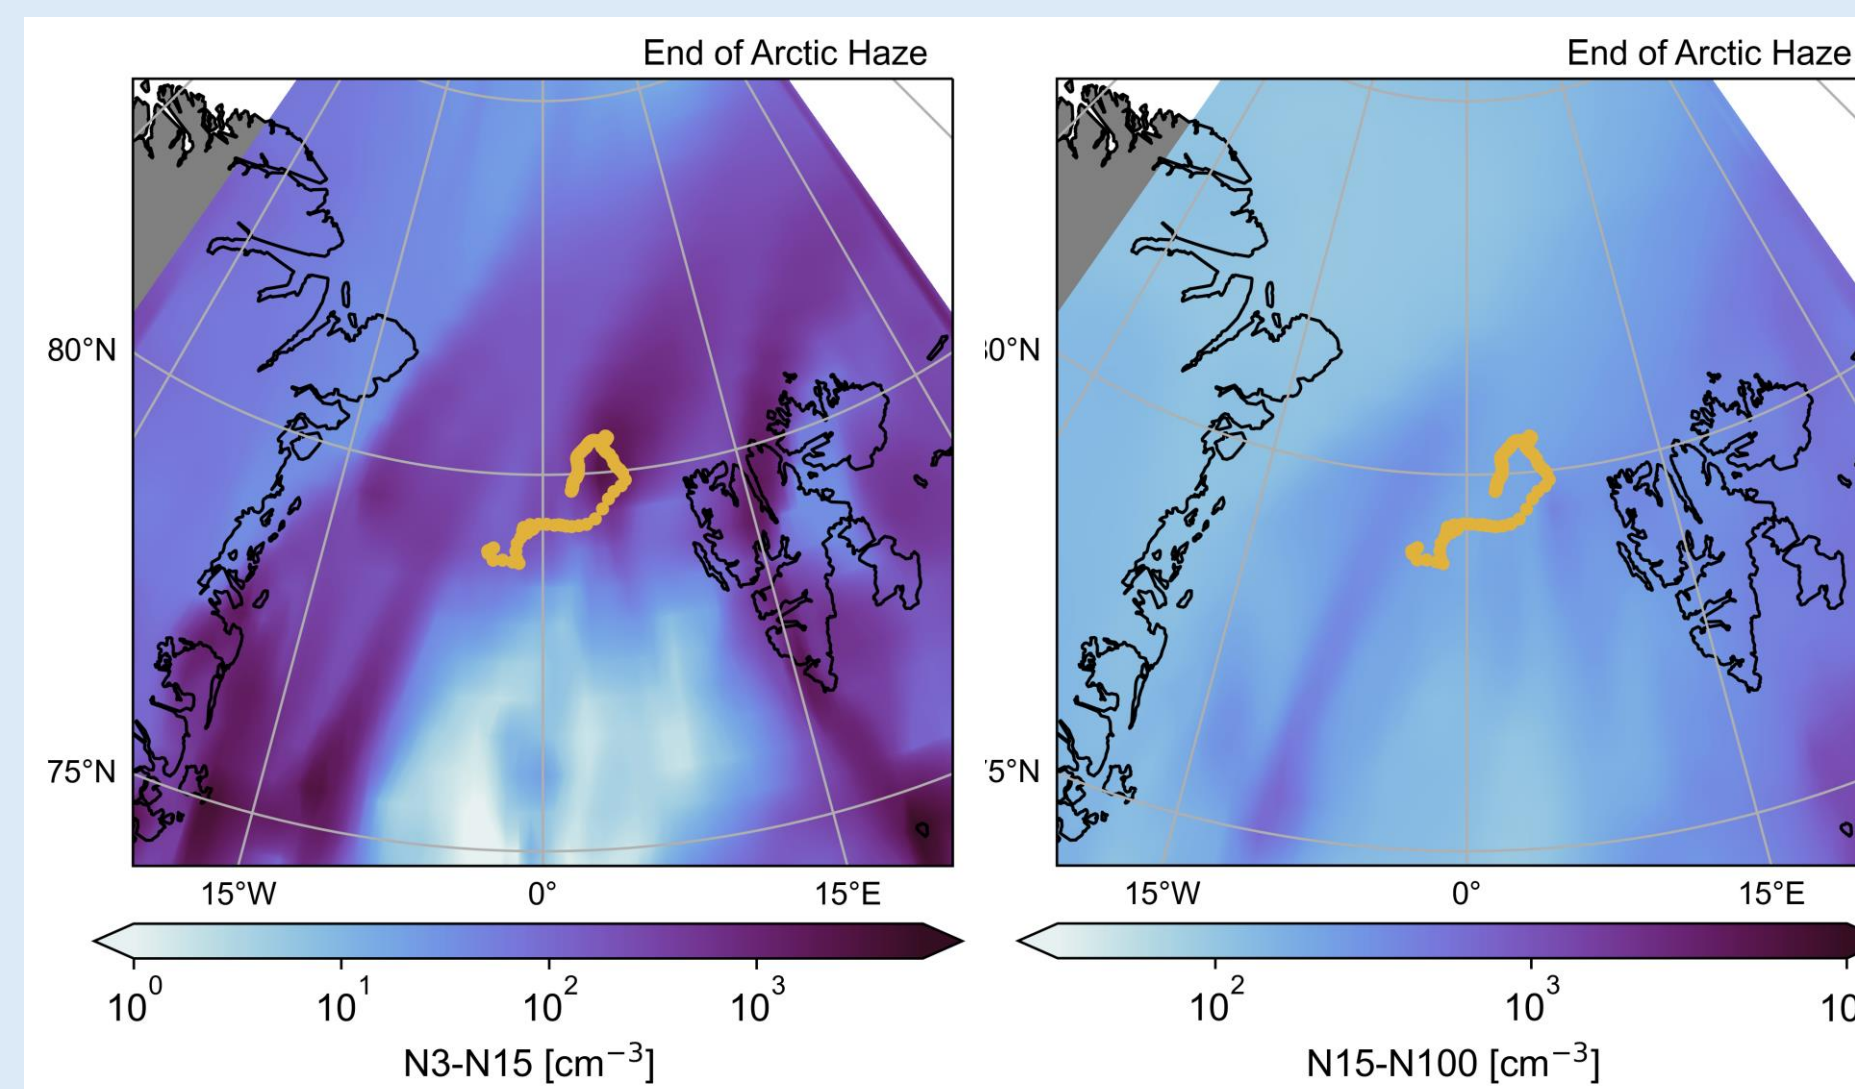 End of Arctic Haze
80°N
75°N
15°W 0° 15°E
10^0 10^1 10^2 10^3
N3-N15 [cm^−3]
End of Arctic Haze
0°N
5°N
15°W 0° 15°E
10^2 10^3 10
N15-N100 [cm^−3]